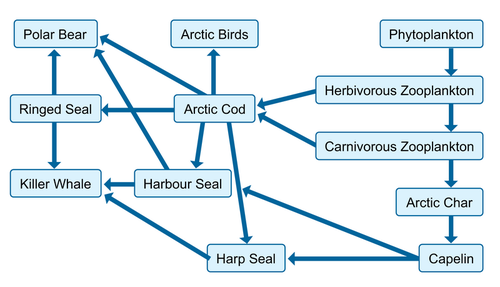 Polar Bear
Arctic Birds
Phytoplankton
Herbivorous Zooplankton
Ringed Seal
Arctic Cod
Carnivorous Zooplankton
Killer Whale
Harbour Seal
Arctic Char
Harp Seal
Capelin